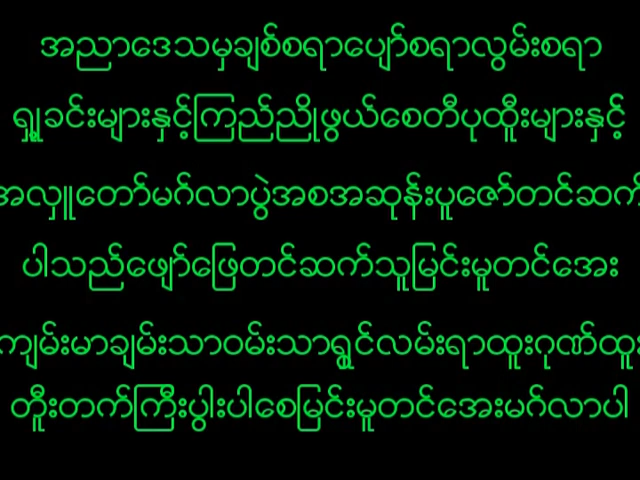 အညာဒေသမှချစ်စရာပျော်စရာလွမ်းစရာ
ရှုခင်းများနှင့်ကြည်ညိုဖွယ်စေတီပုထူိးများနှင့်
အလှူတော်မဂ်လာပွဲအစအဆုန်းပူဇော်တင်ဆက်
ပါသည်ဖျော်ဖြေတင်ဆက်သူမြင်းမူတင်အေး
ကျမ်းမာချမ်းသာဝမ်းသာရွှင်လမ်းရာထူးဂုဏ်ထူး
တူိးတက်ကြီးပွါးပါစေမြင်းမူတင်အေးမဂ်လာပါ